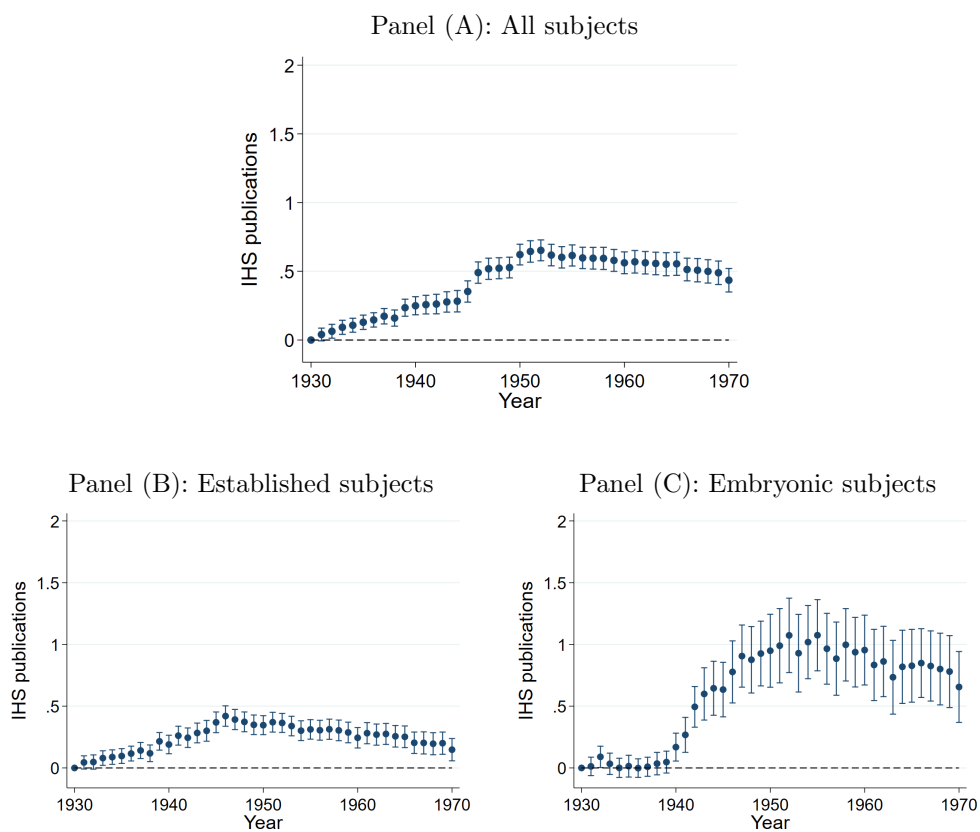 Panel (A): All subjects
2
1.5
1
.5
0
IHS publications
1930 1940 1950 1960 1970
Year
Panel (B): Established subjects
2
1.5
1
.5
0
IHS publications
1930 1940 1950 1960 1970
Year
Panel (C): Embryonic subjects
2
1.5
1
.5
0
IHS publications
1930 1940 1950 1960 1970
Year